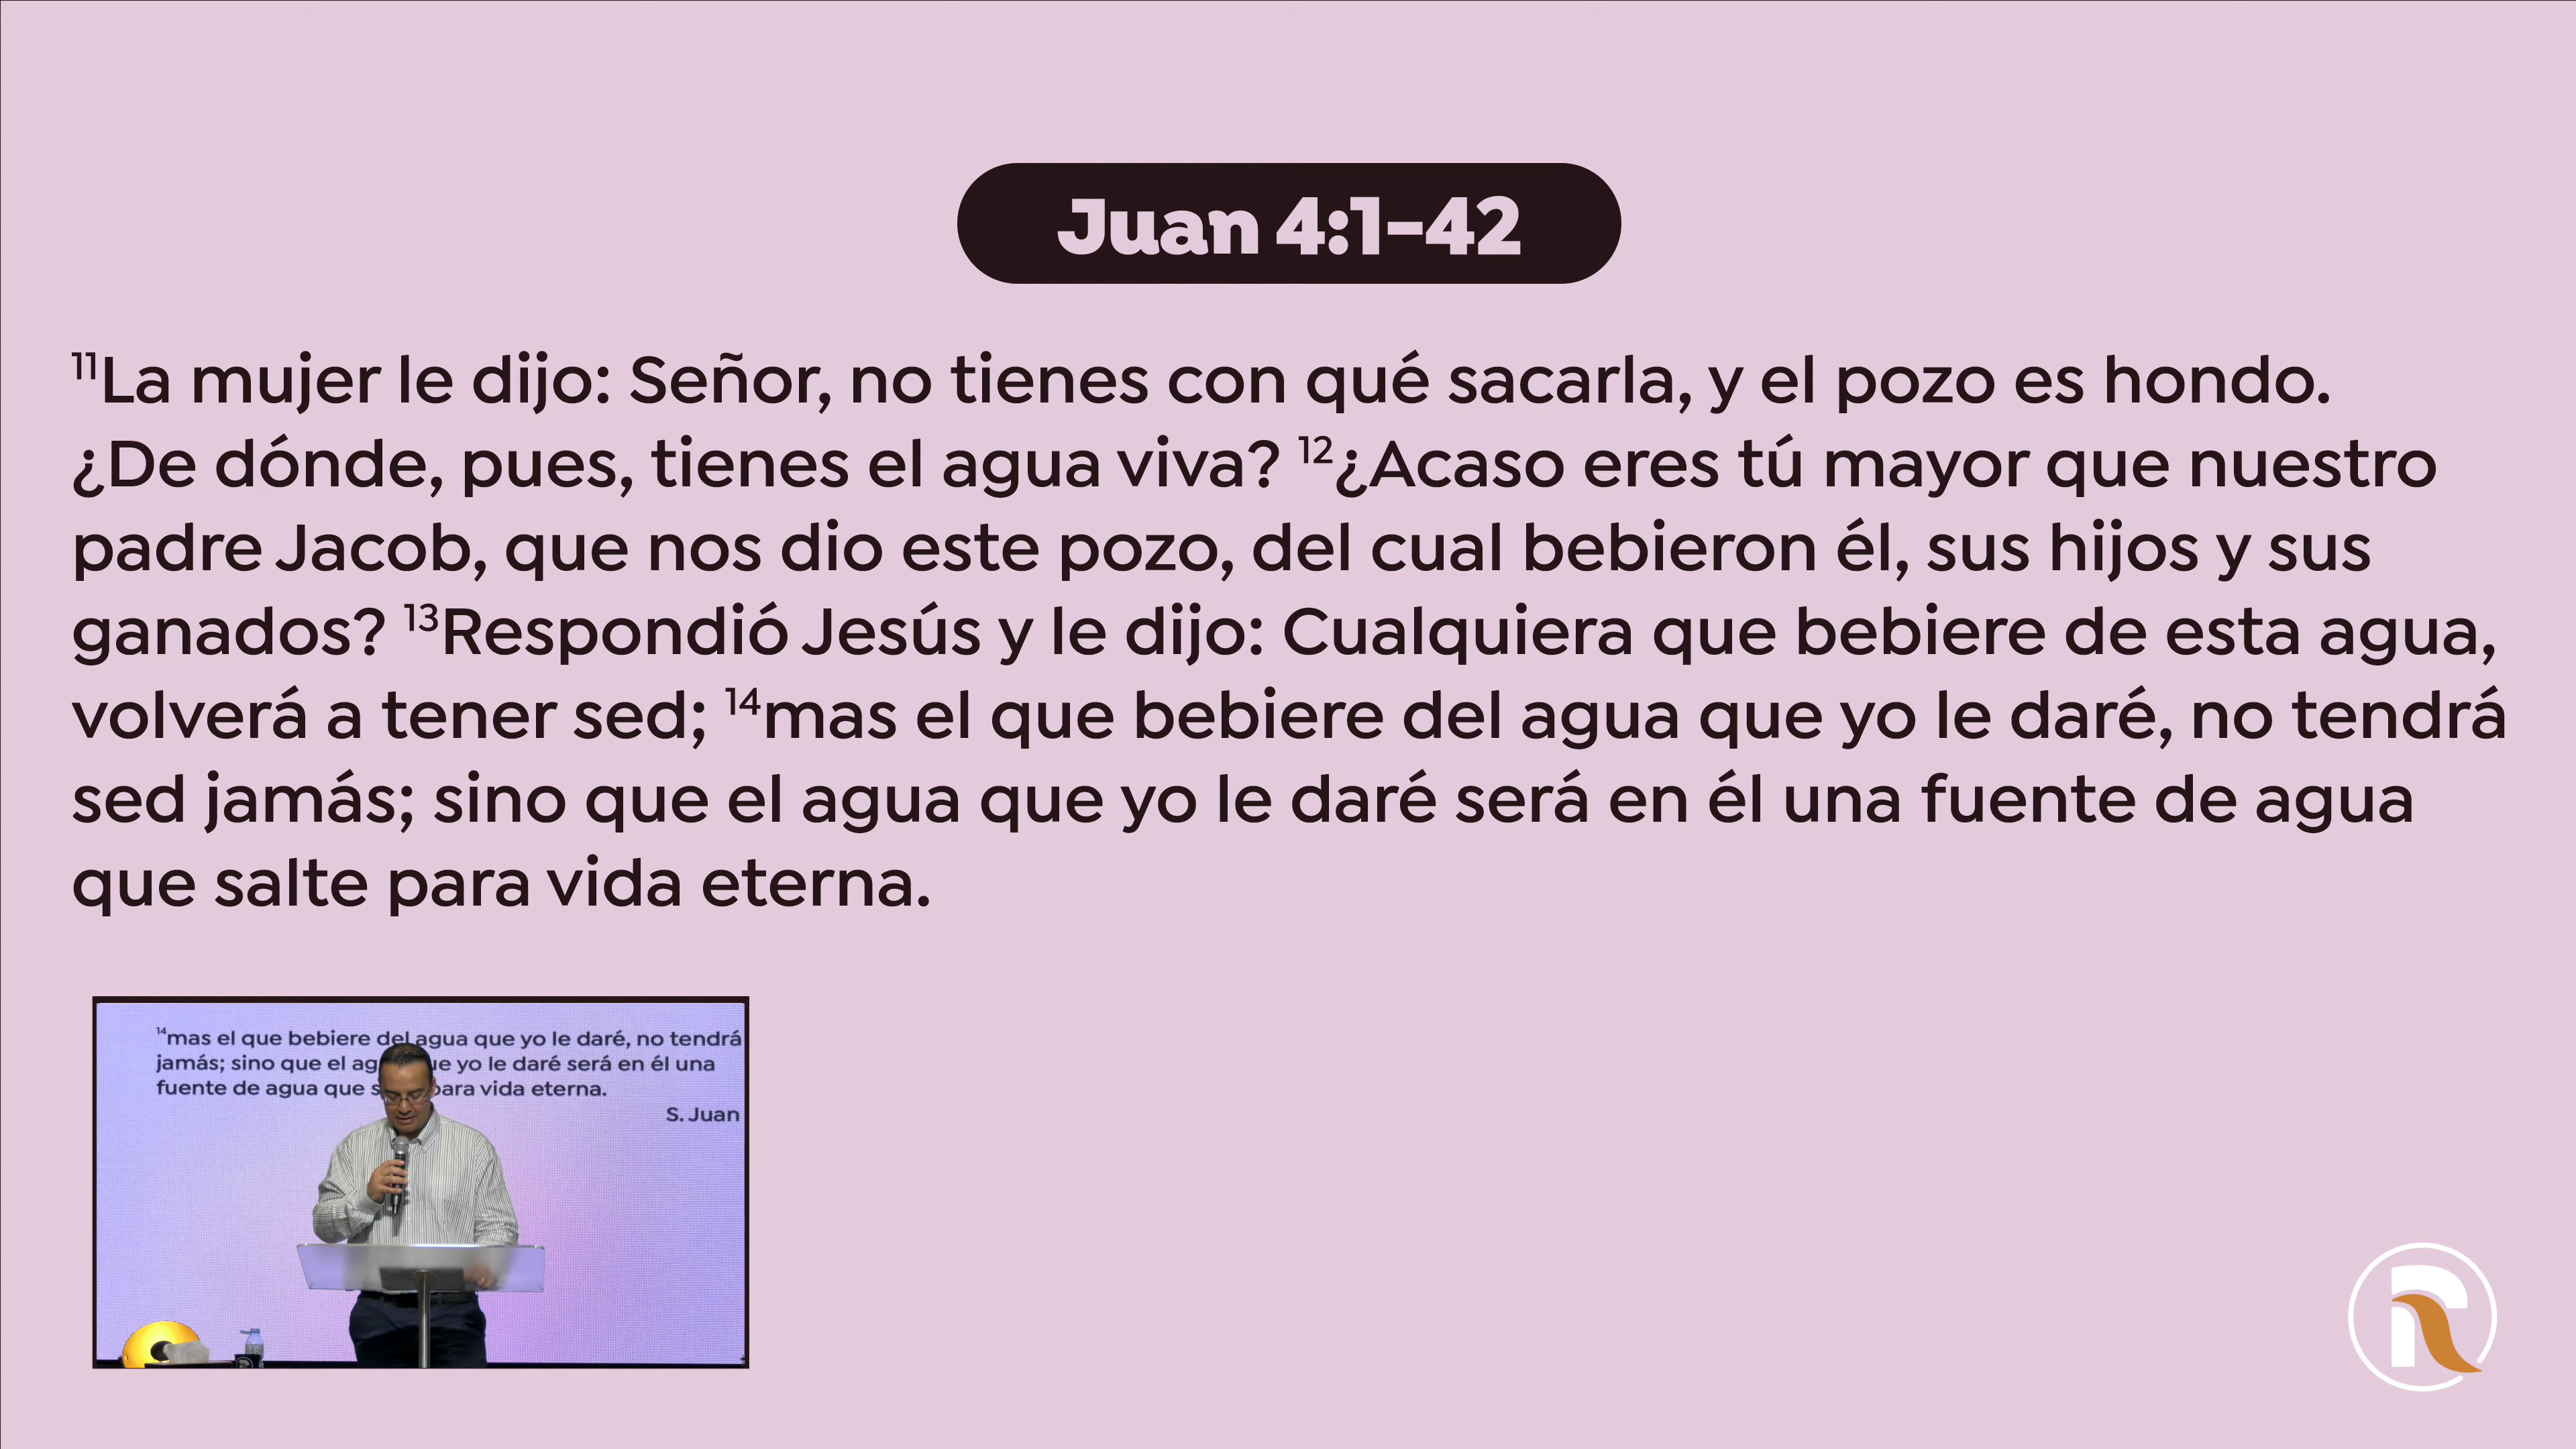 Juan 4:1-42
¹¹La mujer le dijo: Señor, no tienes con qué sacarla, y el pozo es hondo.
¿De dónde, pues, tienes el agua viva? ¹²¿Acaso eres tú mayor que nuestro
padre Jacob, que nos dio este pozo, del cual bebieron él, sus hijos y sus
ganados? ¹³Respondió Jesús y le dijo: Cualquiera que bebiere de esta agua,
volverá a tener sed; ¹⁴mas el que bebiere del agua que yo le daré, no tendrá
sed jamás; sino que el agua que yo le daré será en él una fuente de agua
que salte para vida eterna.
¹⁴mas el que bebiere del agua que yo le daré, no tendrá
jamás; sino que el yo le daré será en él una
fuente de agua que vida eterna.
S. Juan
R